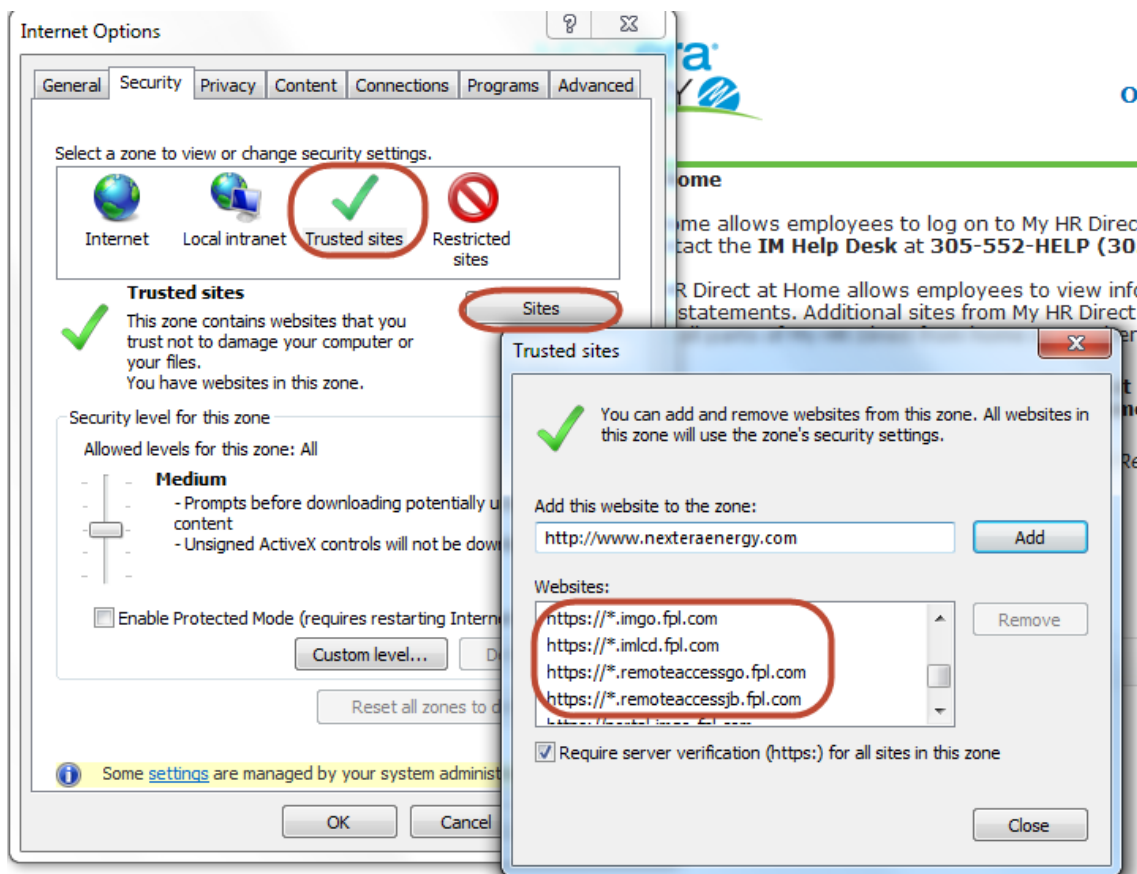 Internet Options
General Security Privacy Content Connections Programs Advanced
Select a zone to view or change security settings.
Internet
Local intranet
Trusted sites
Restricted
sites
Trusted sites
Sites
This zone contains websites that you
trust not to damage your computer or
your files.
You have websites in this zone.
Security level for this zone
Allowed levels for this zone: All
Medium
- Prompts before downloading potentially u
content
- Unsigned ActiveX controls will not be dow
Enable Protected Mode (requires restarting Intern
Custom level...
D
Reset all zones to d
Some settings are managed by your system administ
OK
Cancel
era
Y
O
ome
ome allows employees to log on to My HR Direc
tact the IM Help Desk at 305-552-HELP (30
R Direct at Home allows employees to view info
statements. Additional sites from My HR Direct
Trusted sites
You can add and remove websites from this zone. All websites in
this zone will use the zone's security settings.
Add this website to the zone:
http://www.nexteraenergy.com
Add
Websites:
https://*.imgo.fpl.com
https://*.imlcd.fpl.com
https://*.remoteaccessgo.fpl.com
https://*.remoteaccessjb.fpl.com
Remove
Require server verification (https:) for all sites in this zone
Close